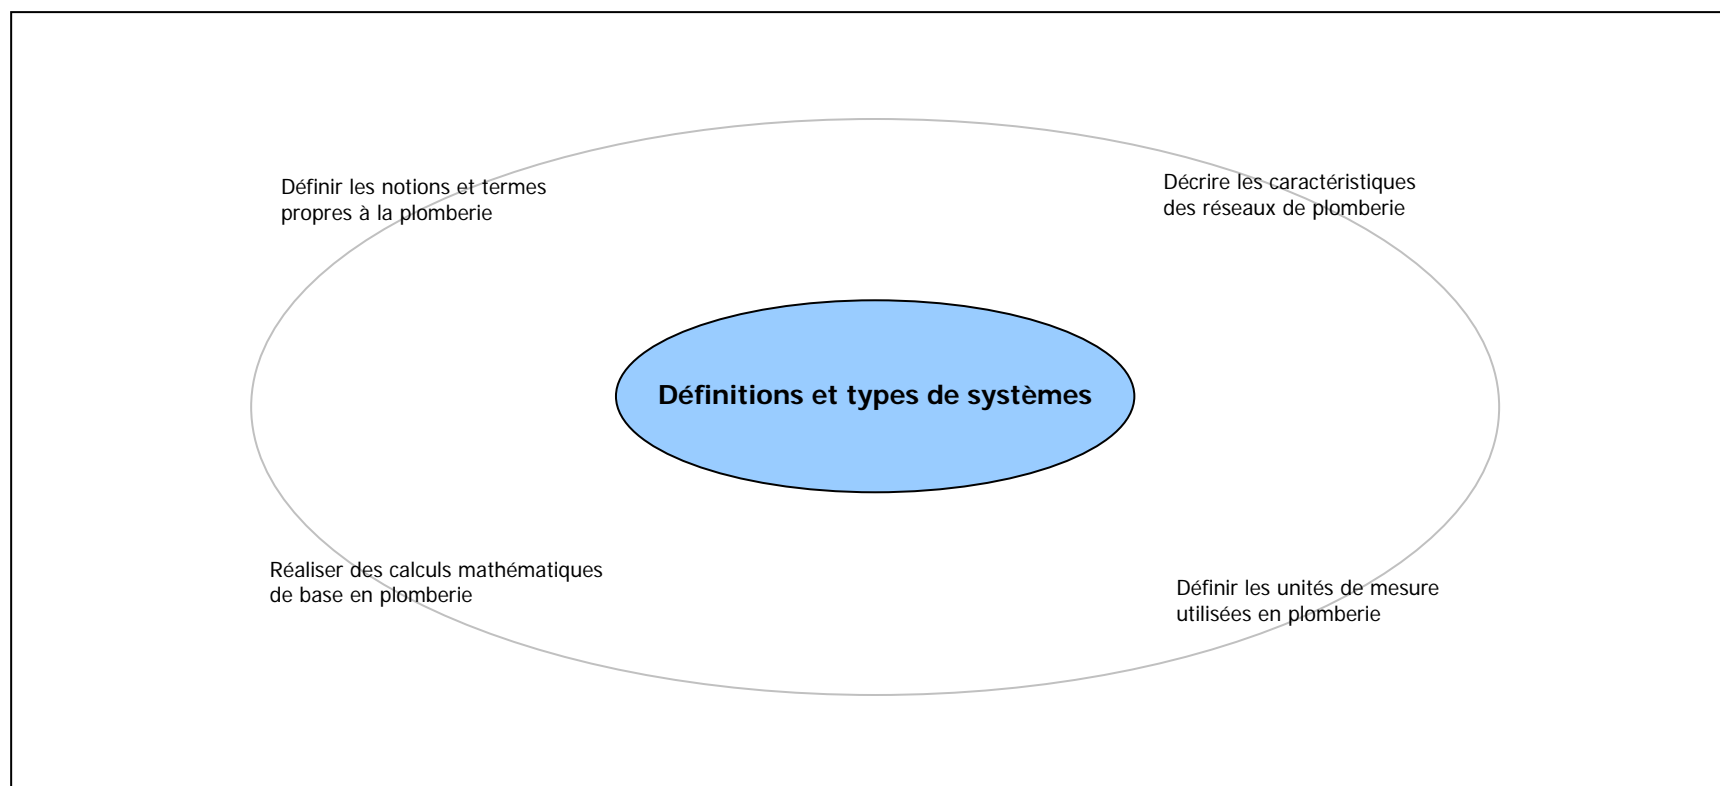 Définir les notions et termes
propres à la plomberie
Décrire les caractéristiques
des réseaux de plomberie
Définitions et types de systèmes
Réaliser des calculs mathématiques
de base en plomberie
Définir les unités de mesure
utilisées en plomberie